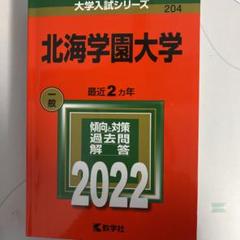 大学入試シリーズ
204
北海学園大学
一般
最近2カ年
傾向と対策
過去問
解答
2022
教学社